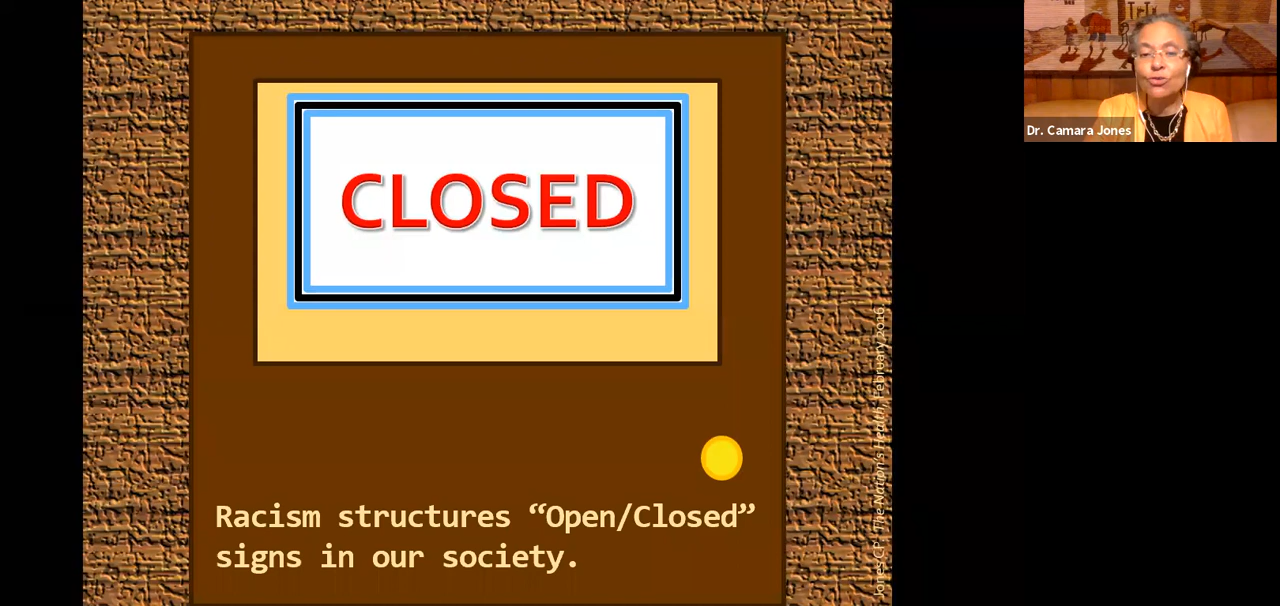 CLOSED
Racism structures “Open/Closed”
signs in our society.
Jones CP. The Nation's Health. February 2016.
Dr. Camara Jones